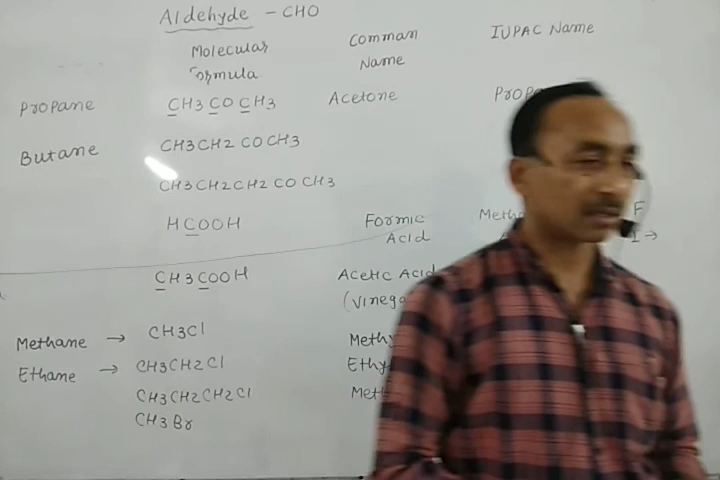 Aldehyde - CHO
Molecular Formula
Common Name
IUPAC Name
Propane CH3COCH3 Acetone
Butane CH3CH2COCH3
CH3CH2CH2COCH3
HCOOH Formic Acid F
CH3COOH Acetic Acid I →
Methane → CH3Cl
Ethane → CH3CH2Cl
CH3CH2CH2Cl
CH3Br